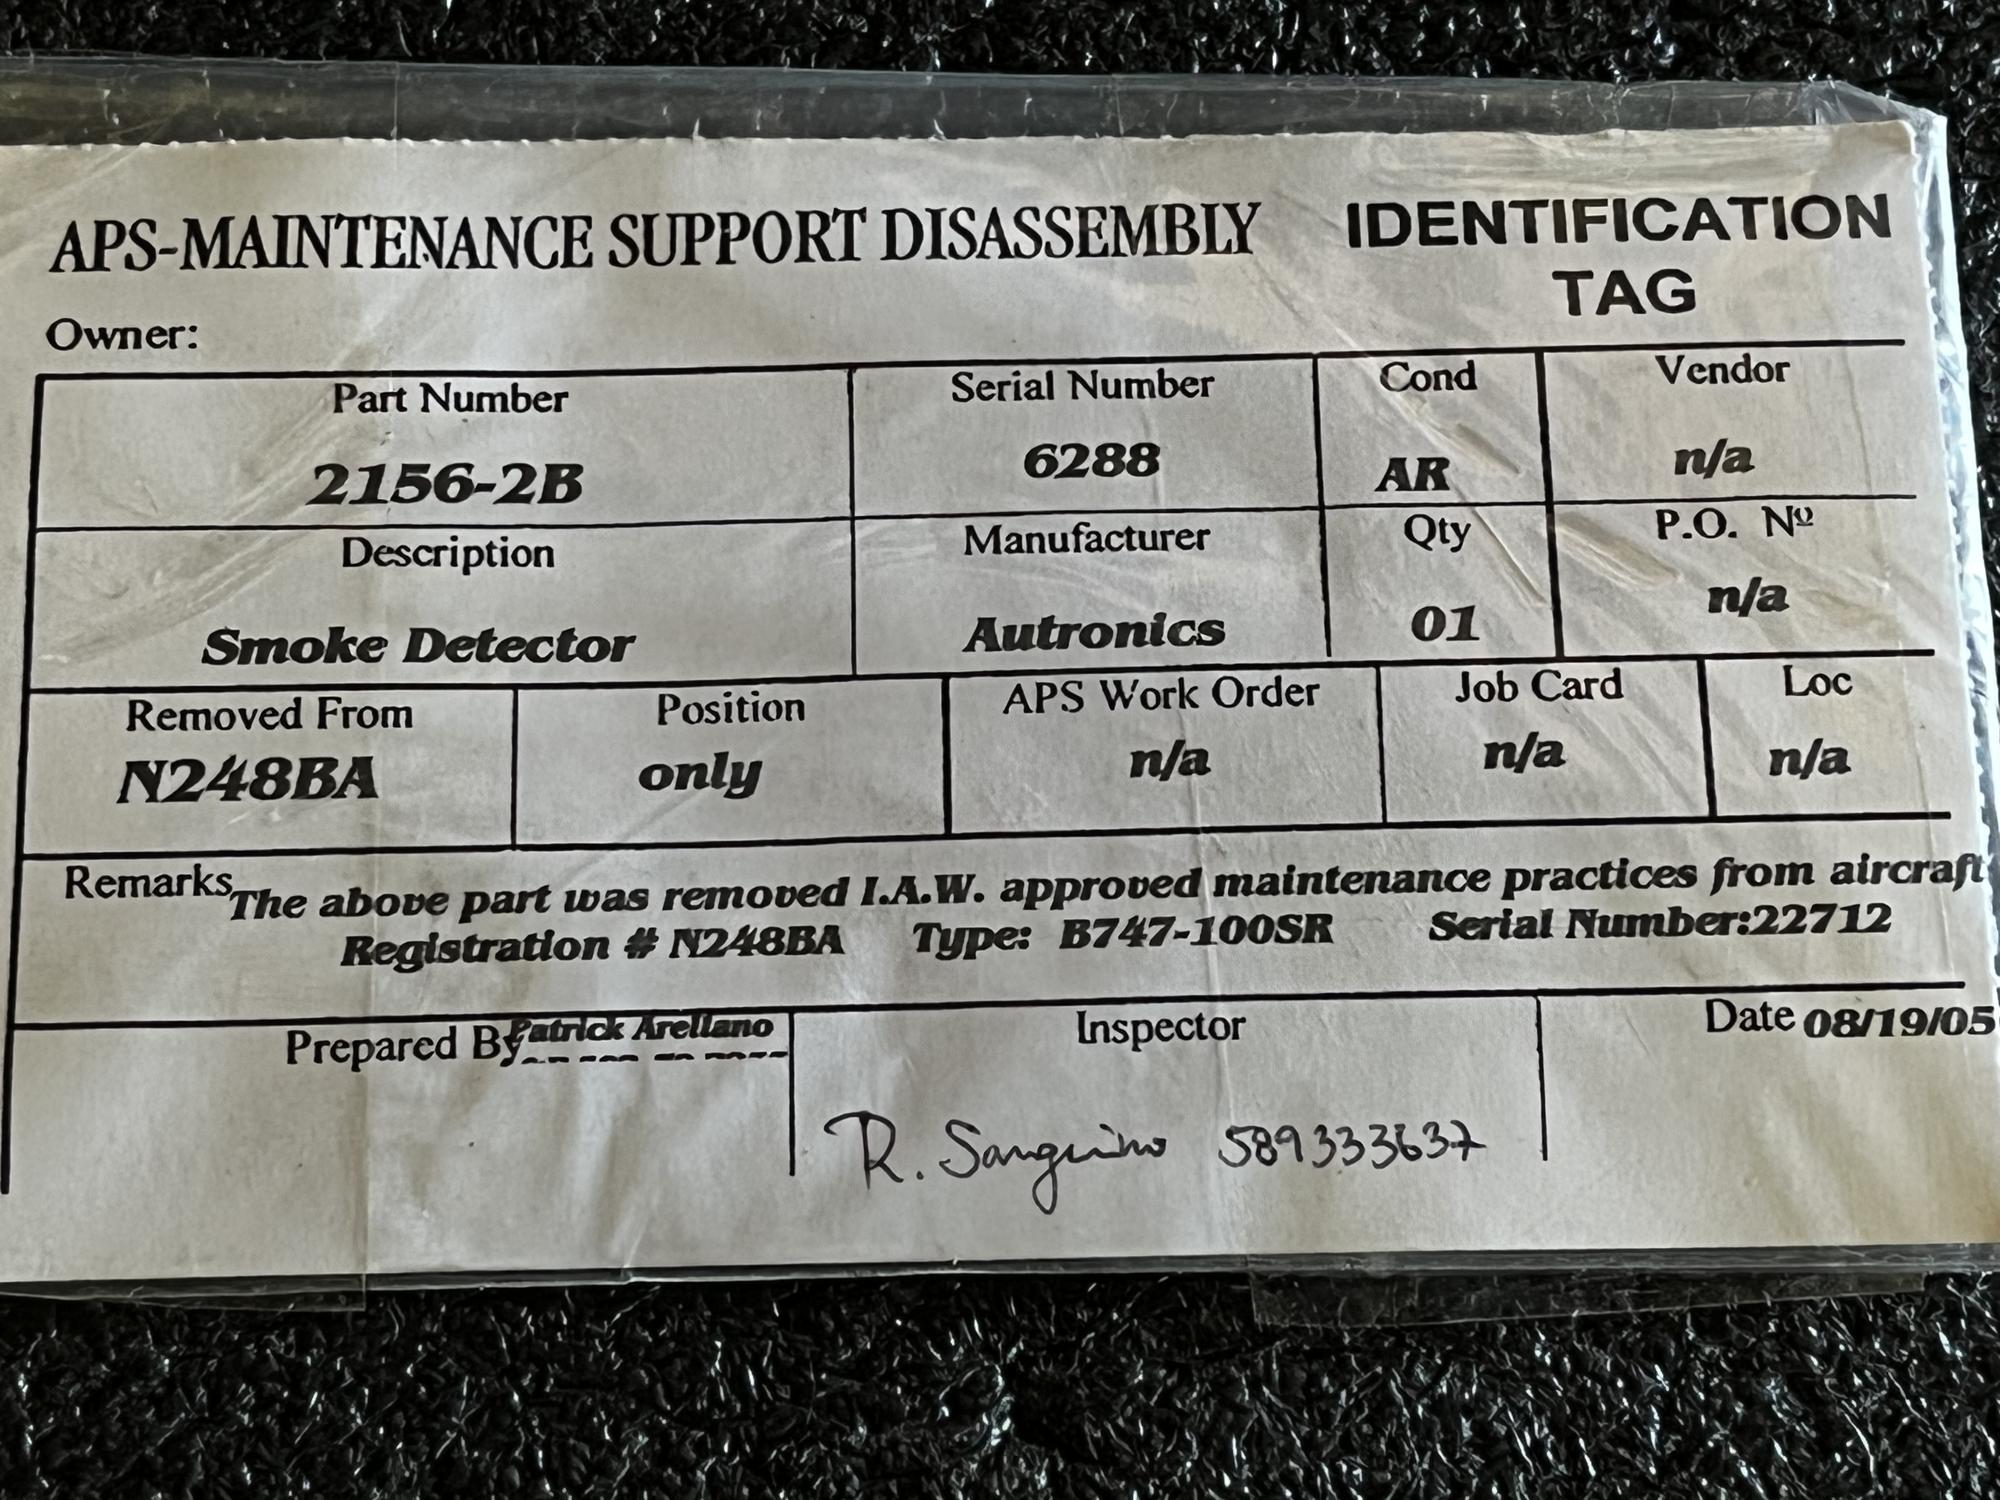 APS-MAINTENANCE SUPPORT DISASSEMBLY
IDENTIFICATION
TAG
Owner:
Part Number
2156-2B
Serial Number
6288
Cond
AR
Vendor
n/a
Description
Smoke Detector
Manufacturer
Autronics
Qty
01
P.O. Nº
n/a
Removed From
N248BA
Position
only
APS Work Order
n/a
Job Card
n/a
Loc
n/a
Remarks The above part was removed I.A.W. approved maintenance practices from aircraft
Registration # N248BA Type: B747-100SR Serial Number:22712
Prepared By Patrick Arellano
Inspector
R. Sanguino 589333637
Date 08/19/05